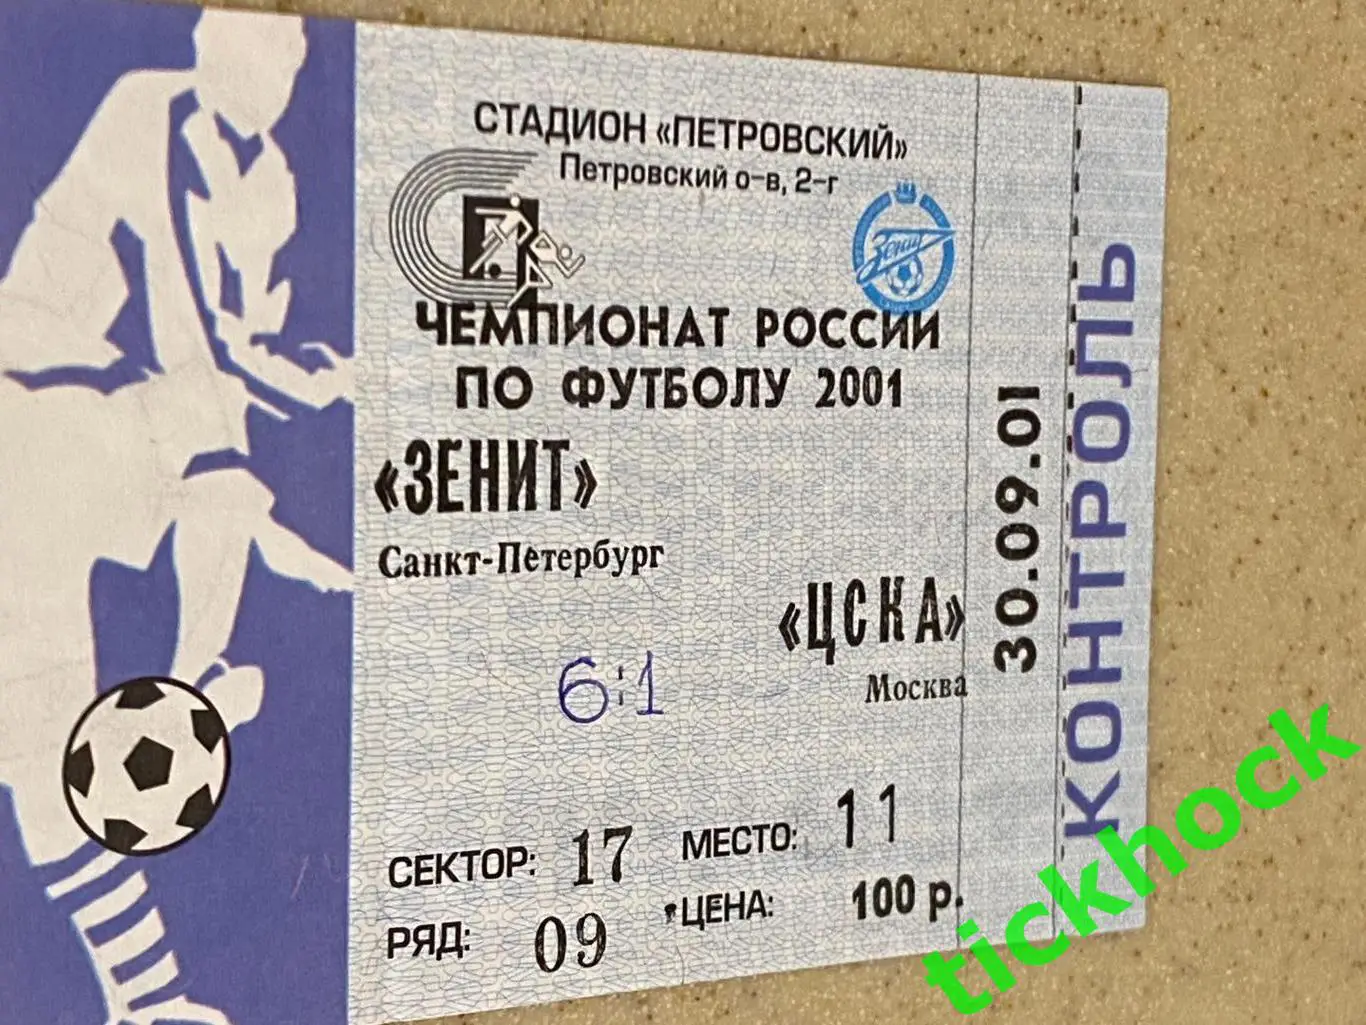 СТАДИОН «ПЕТРОВСКИЙ»
Петровский о-в, 2-г
Зенит
ЧЕМПИОНАТ РОССИИ
ПО ФУТБОЛУ 2001
«ЗЕНИТ»
Санкт-Петербург
«ЦСКА»
Москва
6:1
СЕКТОР: 17 МЕСТО: 11
РЯД: 09 ЦЕНА: 100 р.
30.09.01
КОНТРОЛЬ
tickhock